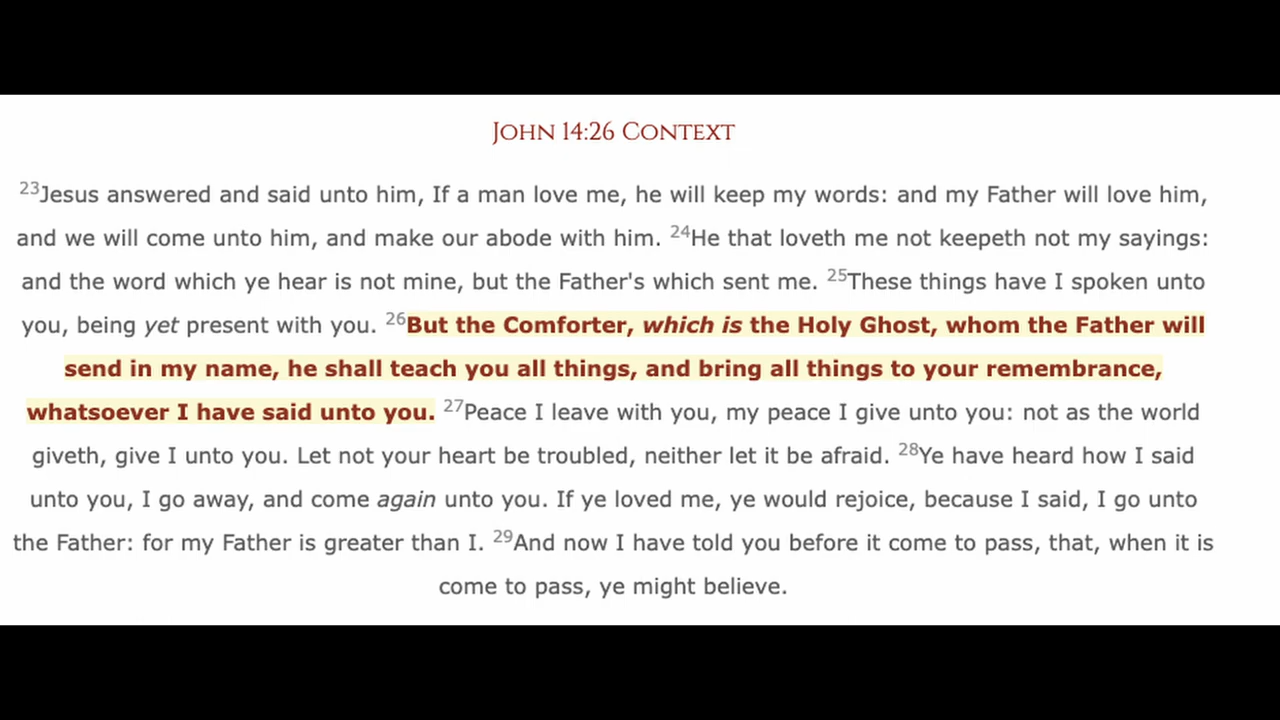 John 14:26 Context
23Jesus answered and said unto him, If a man love me, he will keep my words: and my Father will love him,
and we will come unto him, and make our abode with him. 24He that loveth me not keepeth not my sayings:
and the word which ye hear is not mine, but the Father's which sent me. 25These things have I spoken unto
you, being yet present with you. 26But the Comforter, which is the Holy Ghost, whom the Father will
send in my name, he shall teach you all things, and bring all things to your remembrance,
whatsoever I have said unto you. 27Peace I leave with you, my peace I give unto you: not as the world
giveth, give I unto you. Let not your heart be troubled, neither let it be afraid. 28Ye have heard how I said
unto you, I go away, and come again unto you. If ye loved me, ye would rejoice, because I said, I go unto
the Father: for my Father is greater than I. 29And now I have told you before it come to pass, that, when it is
come to pass, ye might believe.